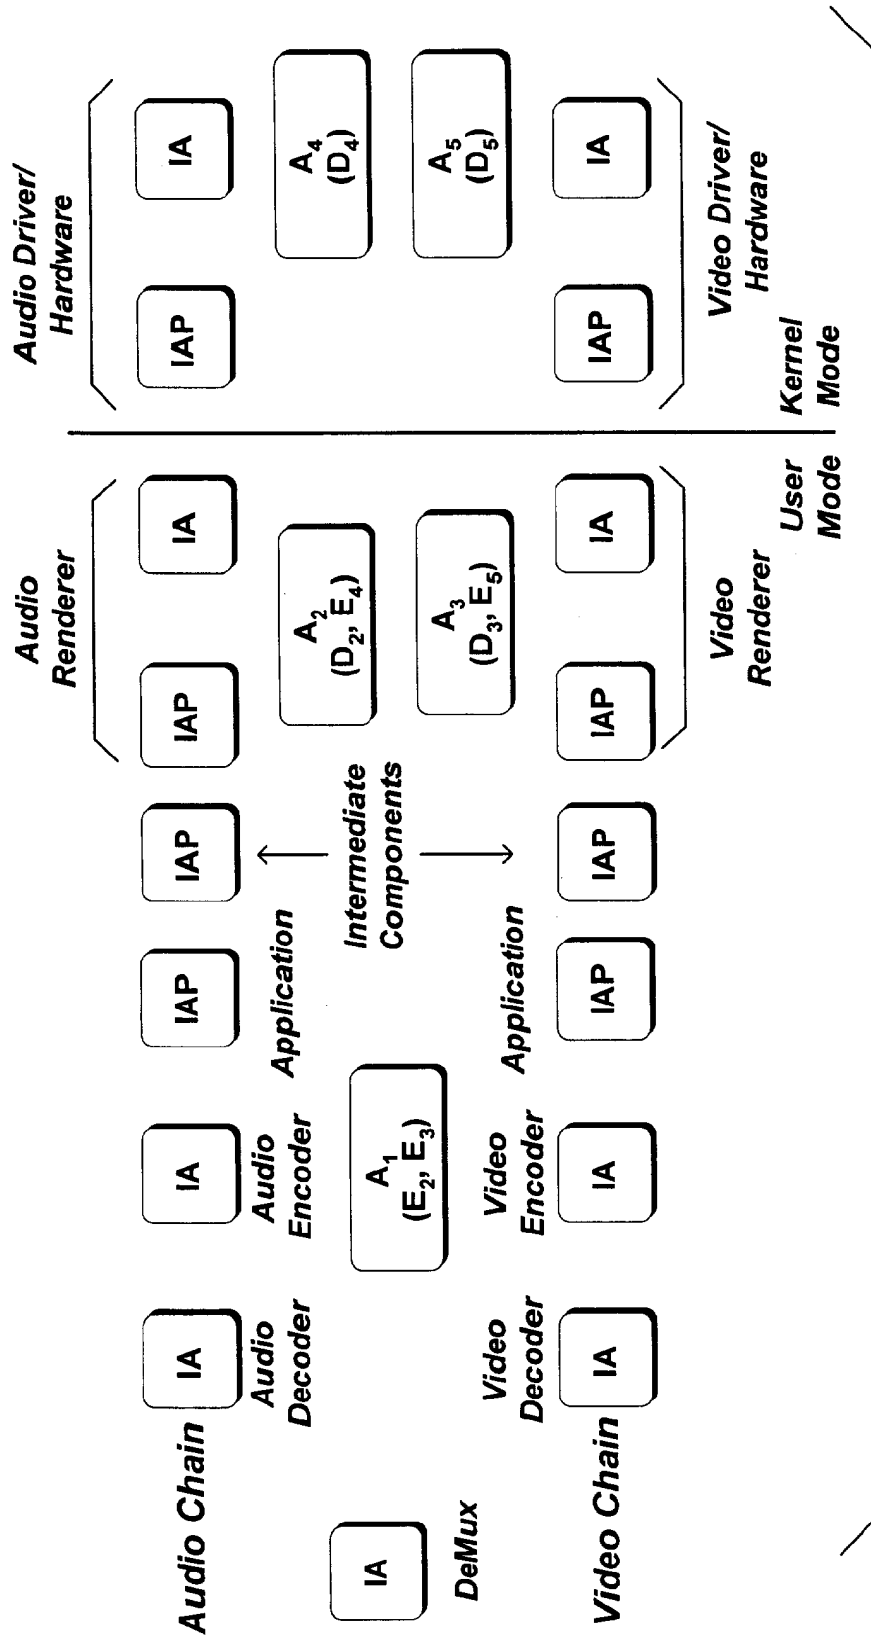 Audio Driver/
Hardware
IAP
IA
A4
(D4)
A5
(D5)
IAP
IA
Video Driver/
Hardware
Kernel
Mode
Audio
Renderer
IAP
IA
A2
(D2, E4)
A3
(D3, E5)
IAP
IA
Video
Renderer
User
Mode
IAP
Intermediate
Components
IAP
IAP
Application
Application
IAP
IA
Audio
Encoder
A1
(E2, E3)
Video
Encoder
IA
Audio Chain
IA
Audio
Decoder
Video
Decoder
IA
Video Chain
IA
DeMux